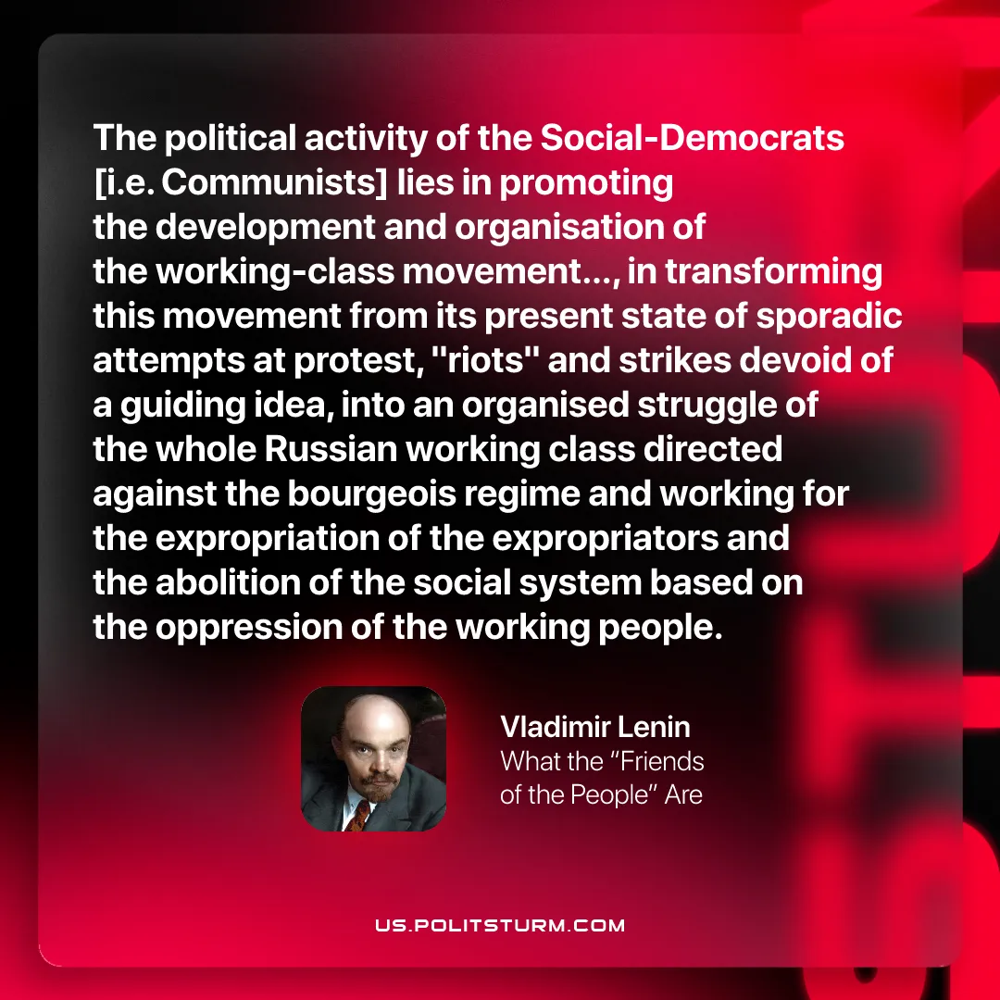 The political activity of the Social-Democrats
[i.e. Communists] lies in promoting
the development and organisation of
the working-class movement..., in transforming
this movement from its present state of sporadic
attempts at protest, "riots" and strikes devoid of
a guiding idea, into an organised struggle of
the whole Russian working class directed
against the bourgeois regime and working for
the expropriation of the expropriators and
the abolition of the social system based on
the oppression of the working people.
Vladimir Lenin
What the “Friends
of the People” Are
US.POLITSTURM.COM